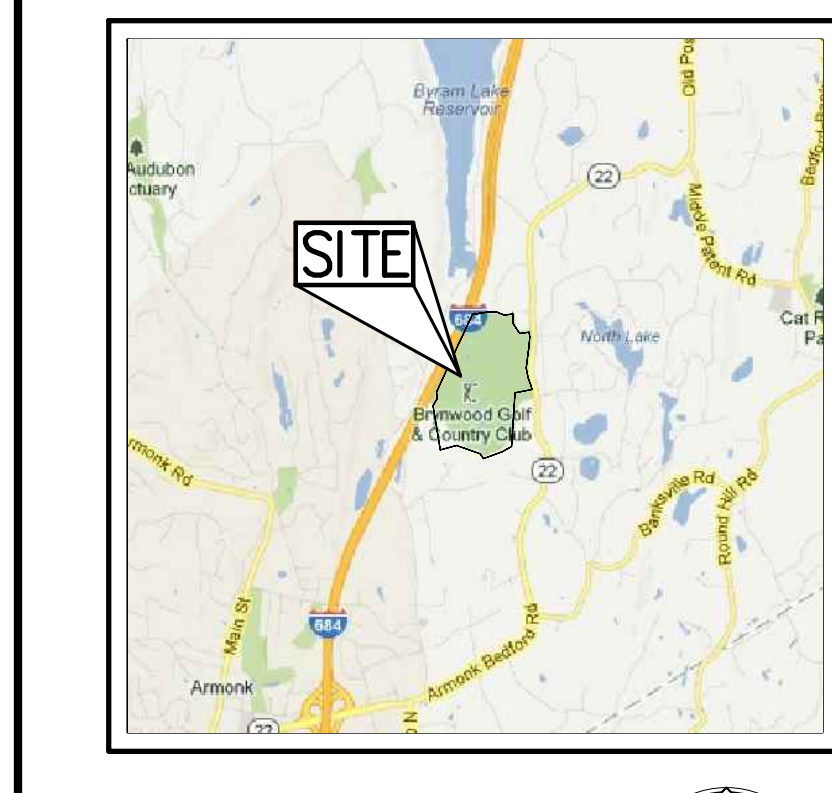 Byram Lake
Reservoir
Old Pos
Audubon
ctuary
22
Bedford-Bank
SITE
Middle Patent Rd
684
North Lake
Cat R
Pa
Brynwood Golf
& Country Club
rmonk Rd
22
Banksville Rd
Round Hill Rd
Main St
684
Armonk Bedford Rd
Armonk
22
N